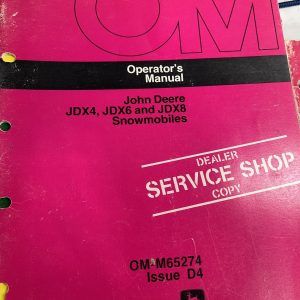 OM
Operator's
Manual
John Deere
JDX4, JDX6 and JDX8
Snowmobiles
DEALER
SERVICE SHOP
COPY
OM-M65274
Issue D4